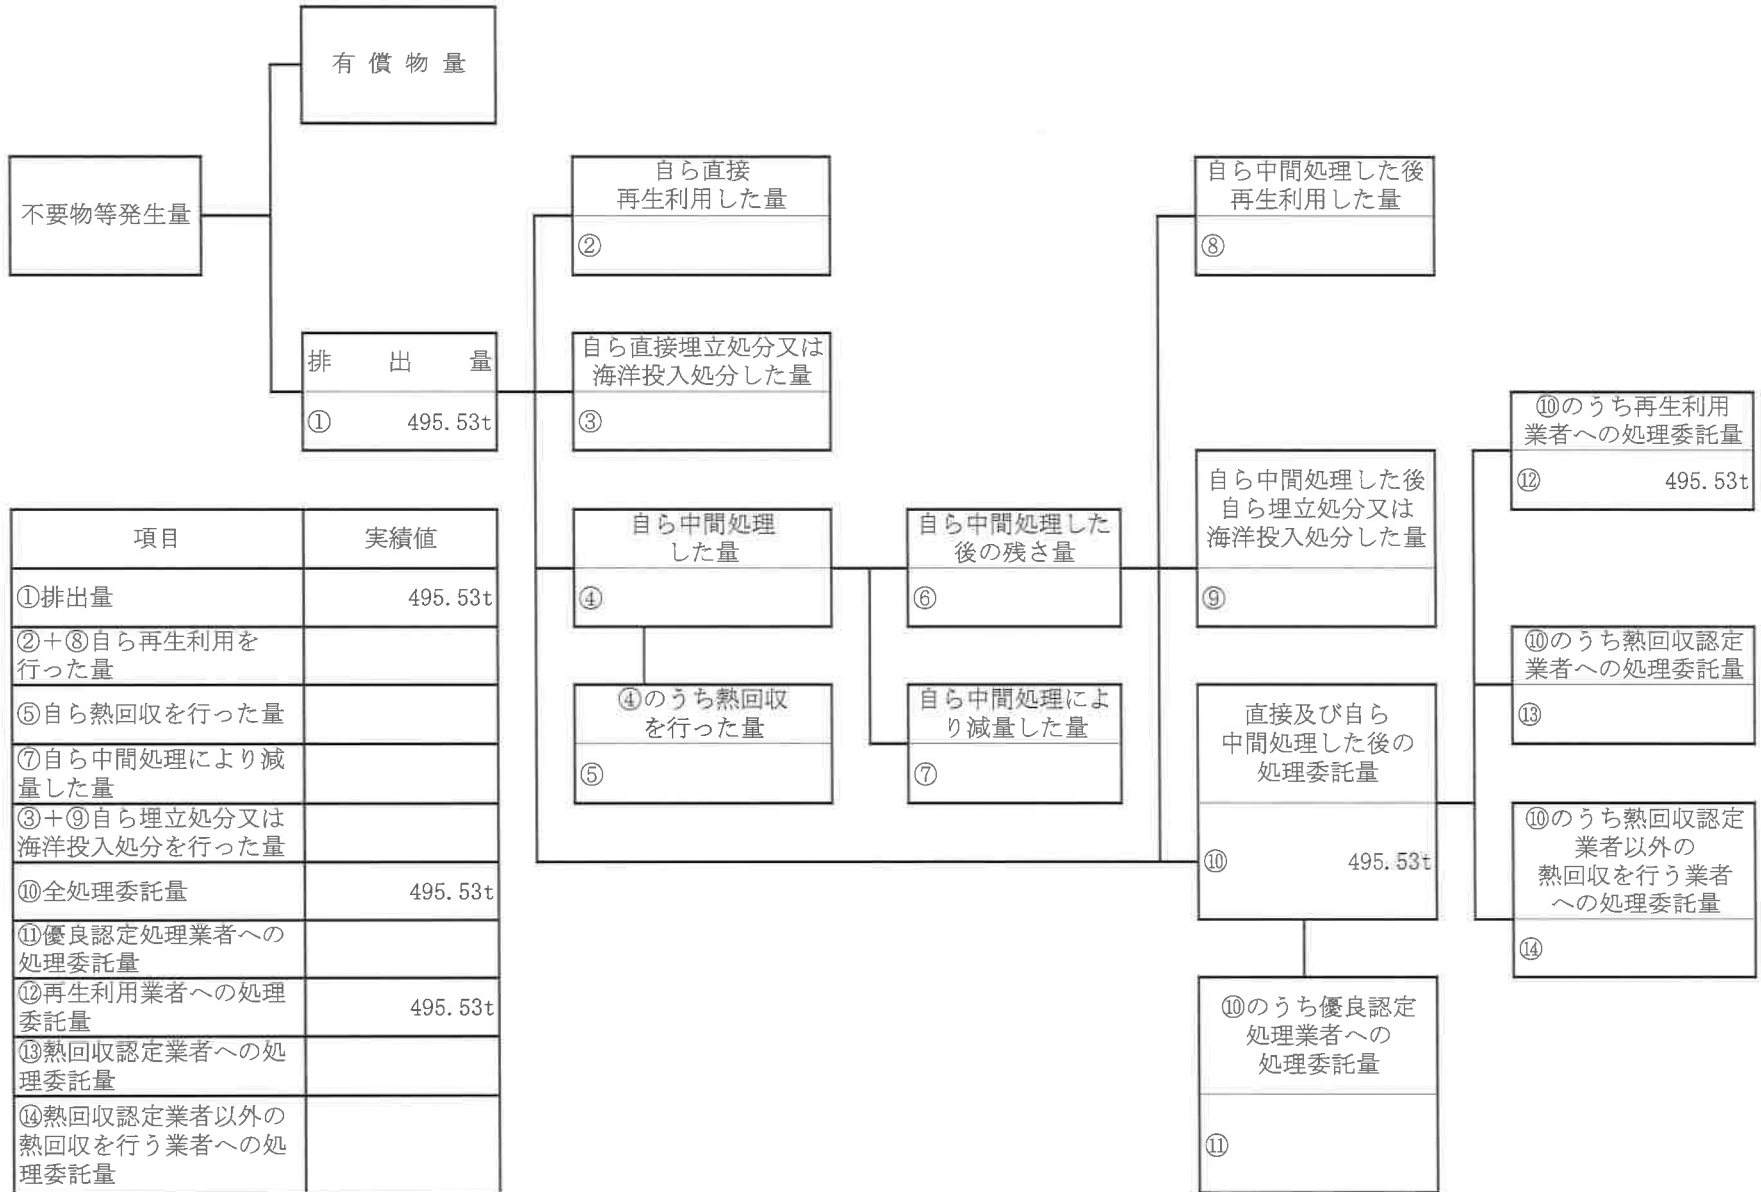 有償物量
不要物等発生量
排出量
① 495.53t
自ら直接
再生利用した量
②
自ら直接埋立処分又は
海洋投入処分した量
③
自ら中間処理
した量
④
④のうち熱回収
を行った量
⑤
自ら中間処理した
後の残さ量
⑥
自ら中間処理によ
り減量した量
⑦
自ら中間処理した後
再生利用した量
⑧
自ら中間処理した後
自ら埋立処分又は
海洋投入処分した量
⑨
直接及び自ら
中間処理した後の
処理委託量
⑩ 495.53t
⑩のうち優良認定
処理業者への
処理委託量
⑪
⑩のうち再生利用
業者への処理委託量
⑫ 495.53t
⑩のうち熱回収認定
業者への処理委託量
⑬
⑩のうち熱回収認定
業者以外の
熱回収を行う業者
への処理委託量
⑭
項目 実績値
①排出量 495.53t
②+⑧自ら再生利用を
行った量
⑤自ら熱回収を行った量
⑦自ら中間処理により減
量した量
③+⑨自ら埋立処分又は
海洋投入処分を行った量
⑩全処理委託量 495.53t
⑪優良認定処理業者への
処理委託量
⑫再生利用業者への処理
委託量 495.53t
⑬熱回収認定業者への処
理委託量
⑭熱回収認定業者以外の
熱回収を行う業者への処
理委託量